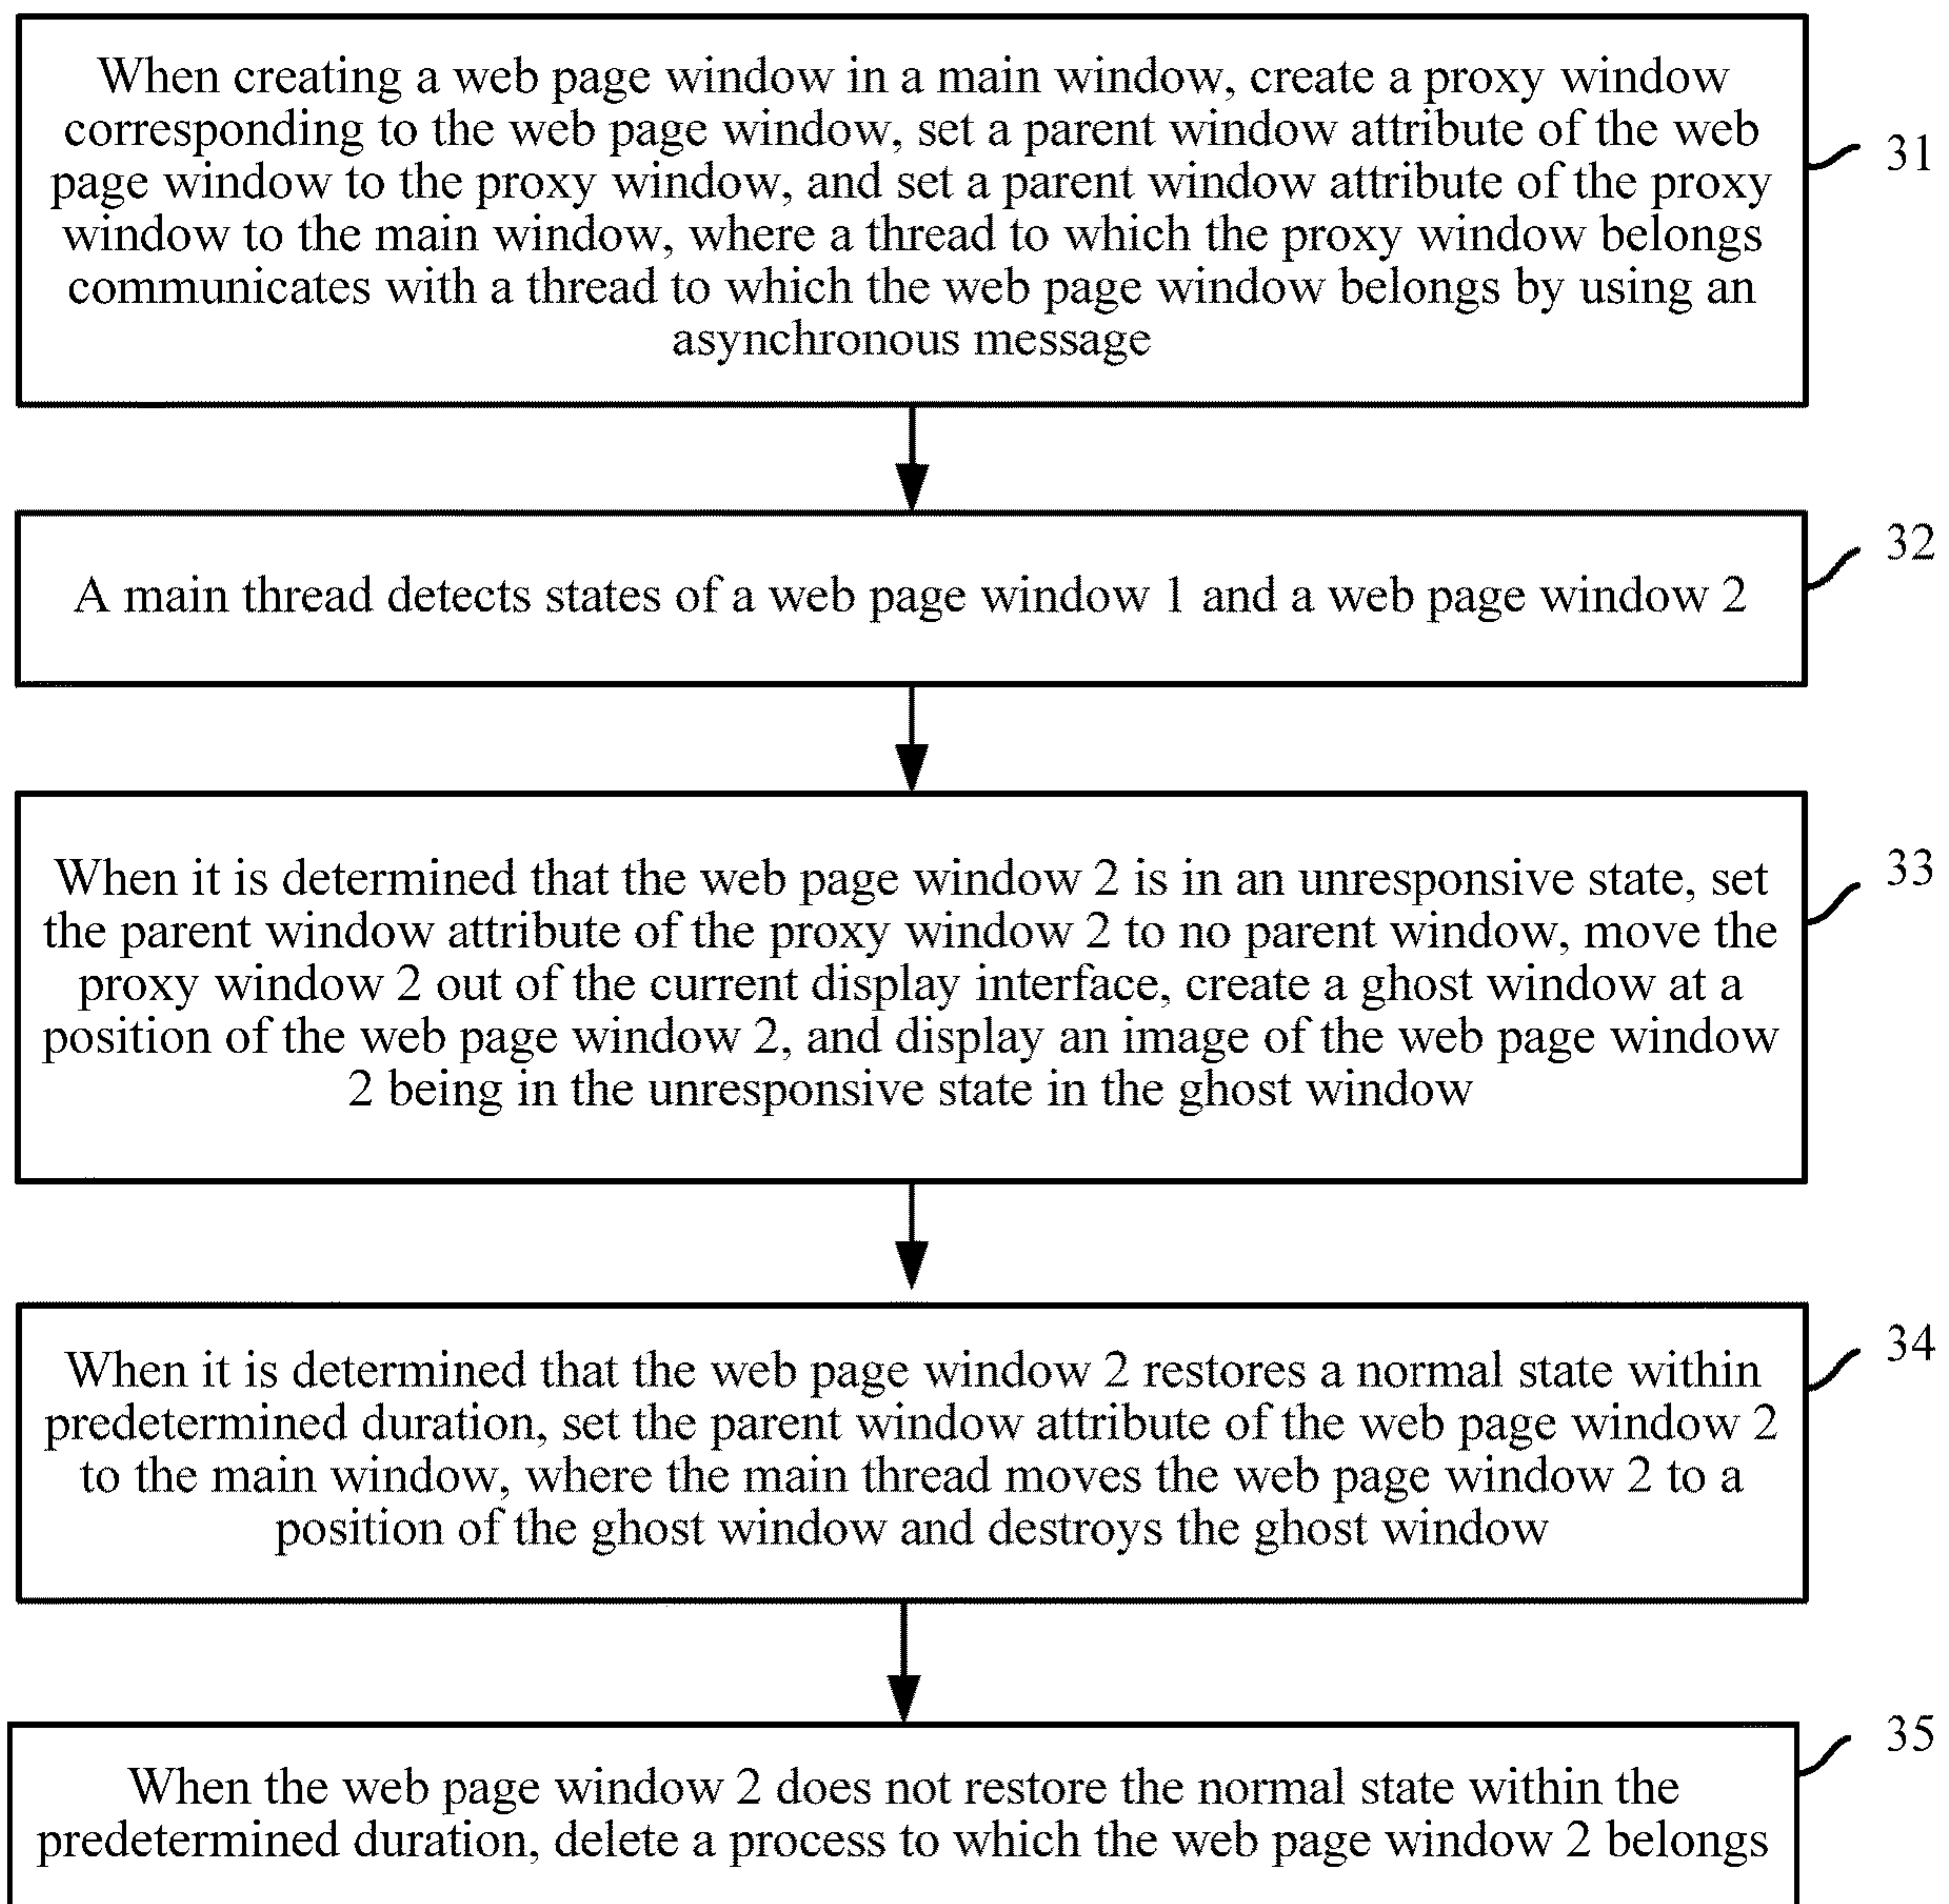 When creating a web page window in a main window, create a proxy window
corresponding to the web page window, set a parent window attribute of the web
page window to the proxy window, and set a parent window attribute of the proxy
window to the main window, where a thread to which the proxy window belongs
communicates with a thread to which the web page window belongs by using an
asynchronous message
31
A main thread detects states of a web page window 1 and a web page window 2
32
When it is determined that the web page window 2 is in an unresponsive state, set
the parent window attribute of the proxy window 2 to no parent window, move the
proxy window 2 out of the current display interface, create a ghost window at a
position of the web page window 2, and display an image of the web page window
2 being in the unresponsive state in the ghost window
33
When it is determined that the web page window 2 restores a normal state within
predetermined duration, set the parent window attribute of the web page window 2
to the main window, where the main thread moves the web page window 2 to a
position of the ghost window and destroys the ghost window
34
When the web page window 2 does not restore the normal state within the
predetermined duration, delete a process to which the web page window 2 belongs
35